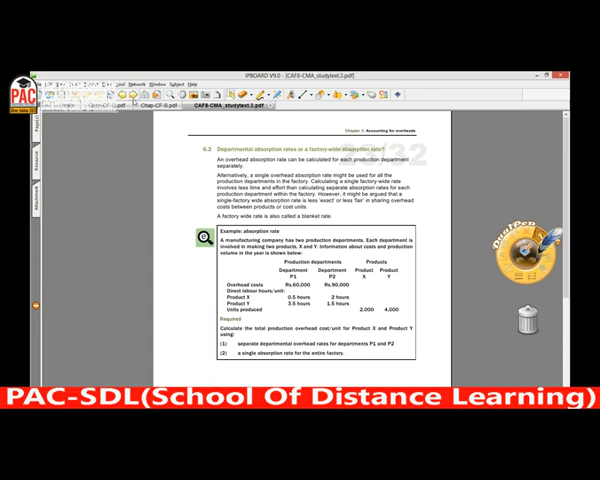 IPBOARD V9.0 - [CAF8-CMA_studytext.3.pdf]
Tool Network Window Subject Help
PAC
Chap-CF-S.pdf CAF8-CMA_studytext.3.pdf
Chapter 3: Accounting for overheads
6.2 Departmental absorption rates or a factory-wide absorption rate?
An overhead absorption rate can be calculated for each production department
separately.
Alternatively, a single overhead absorption rate might be used for all the
production departments in the factory. Calculating a single factory-wide rate
involves less time and effort than calculating separate absorption rates for each
production department within the factory. However, it might be argued that a
single-factory wide absorption rate is less 'exact' or less 'fair' in sharing overhead
costs between products or cost units.
A factory wide rate is also called a blanket rate.
Example: absorption rate
A manufacturing company has two production departments. Each department is
involved in making two products, X and Y. Information about costs and production
volume in the year is shown below:
Production departments Products
Department Department Product Product
P1 P2 X Y
Overhead costs Rs.60,000 Rs.90,000
Direct labour hours/unit:
Product X 0.5 hours 2 hours
Product Y 3.5 hours 1.5 hours
Units produced 2,000 4,000
Required
Calculate the total production overhead cost/unit for Product X and Product Y
using:
(1) separate departmental overhead rates for departments P1 and P2
(2) a single absorption rate for the entire factory.
DualPen
PAC-SDL(School Of Distance Learning)